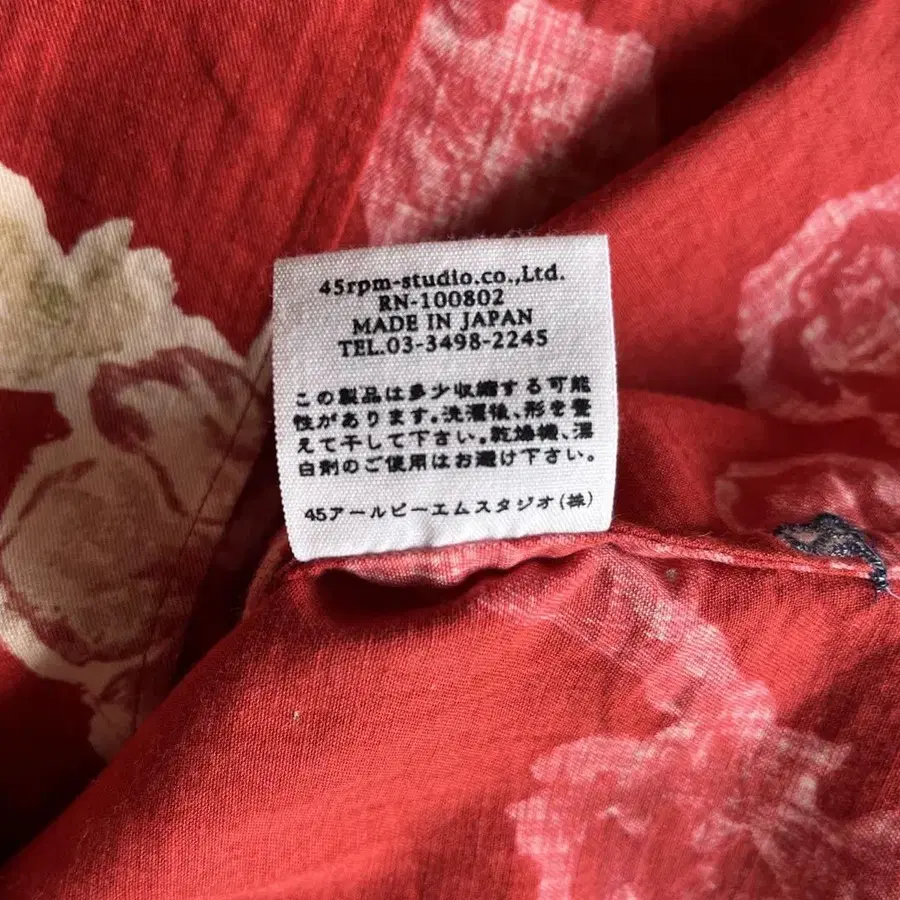 45rpm-studio.co.,Ltd.
RN-100802
MADE IN JAPAN
TEL.03-3498-2245
この製品は多少収縮する可能
性があります。洗濯後、形を整
えて干して下さい。乾燥機、漂
白剤のご使用はお避け下さい。
45アールピーエムスタジオ(株)